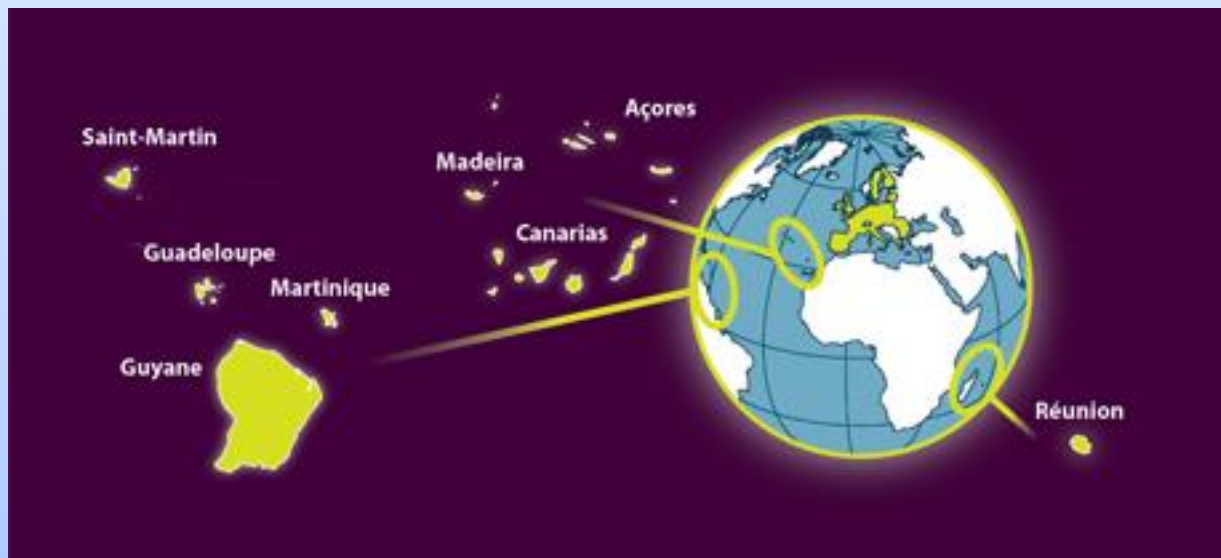 Açores
Saint-Martin
Madeira
Canarias
Guadeloupe
Martinique
Guyane
Réunion